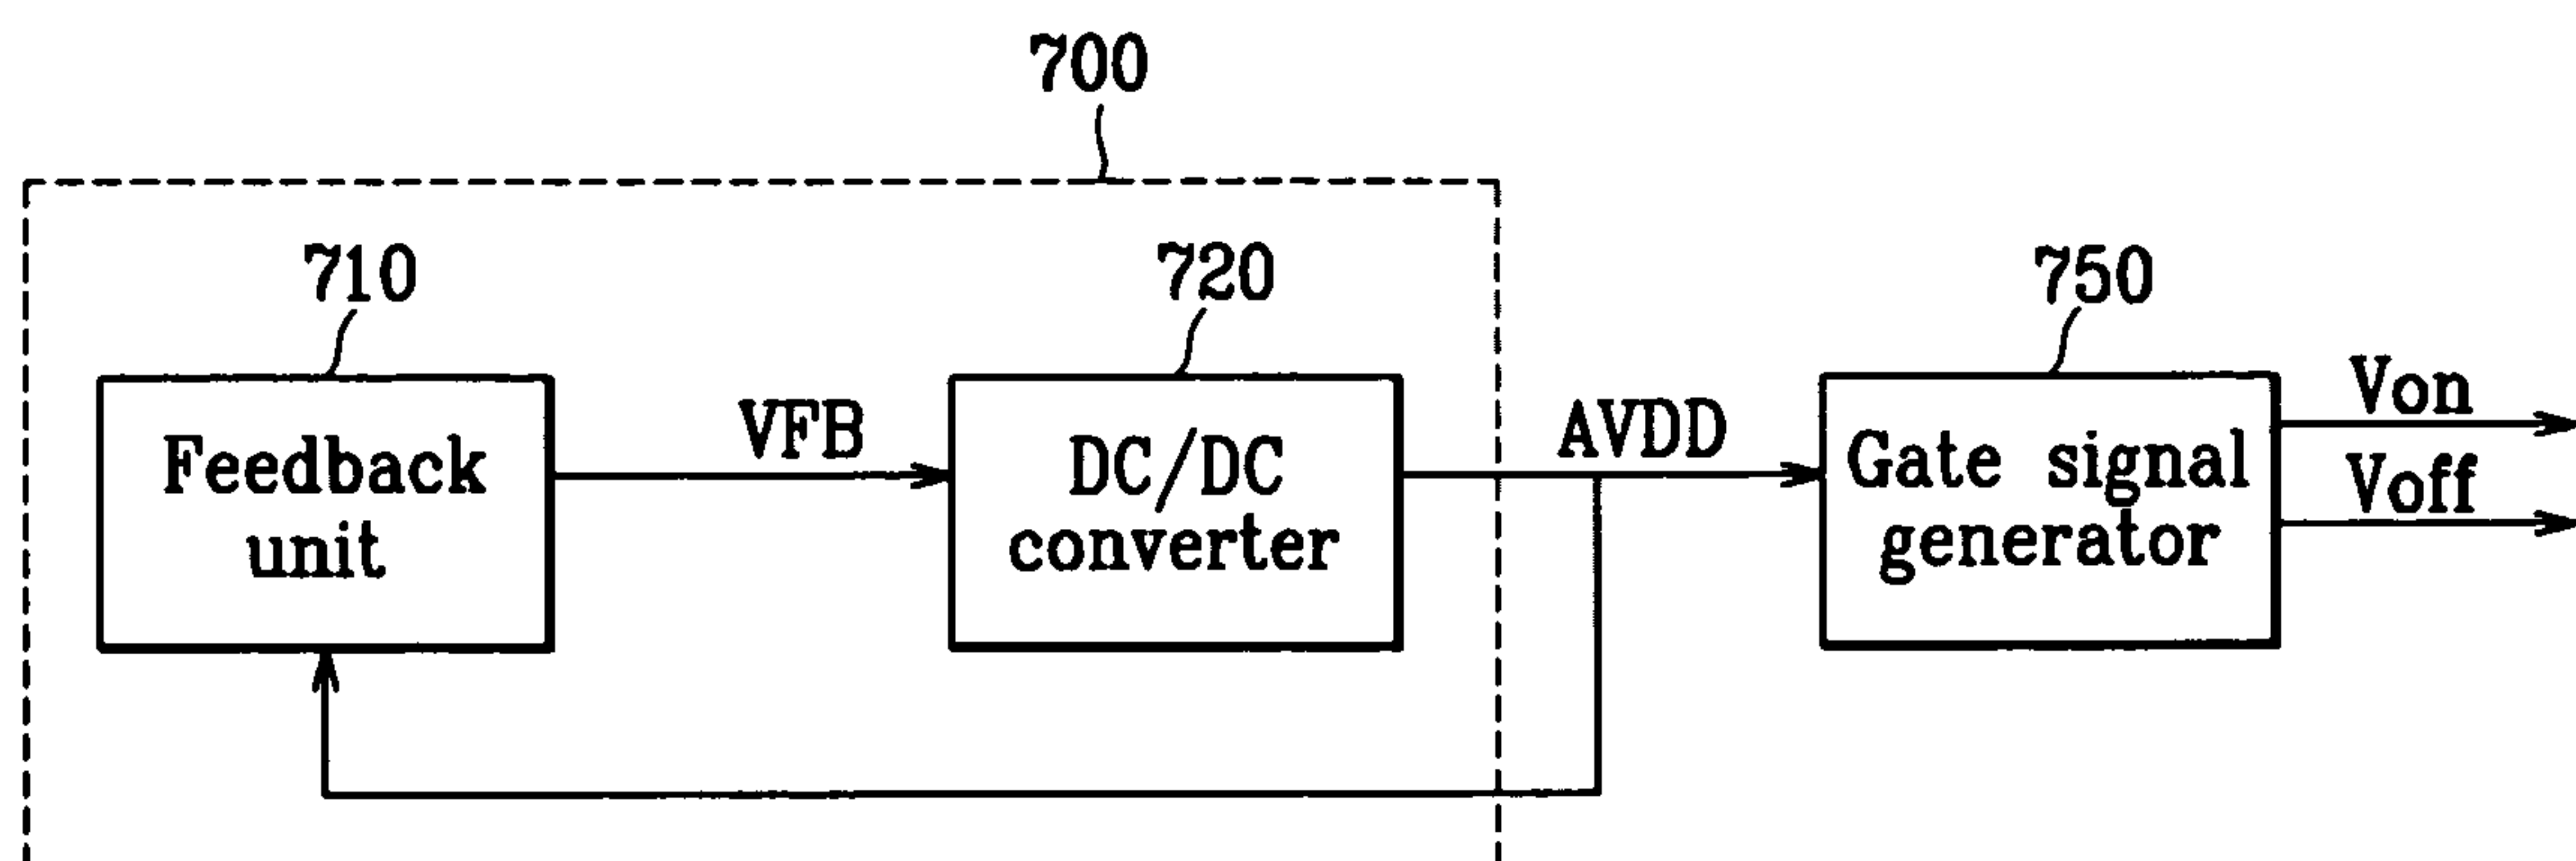 700
710
720
750
Feedback
unit
VFB
DC/DC
converter
AVDD
Gate signal
generator
Von
Voff